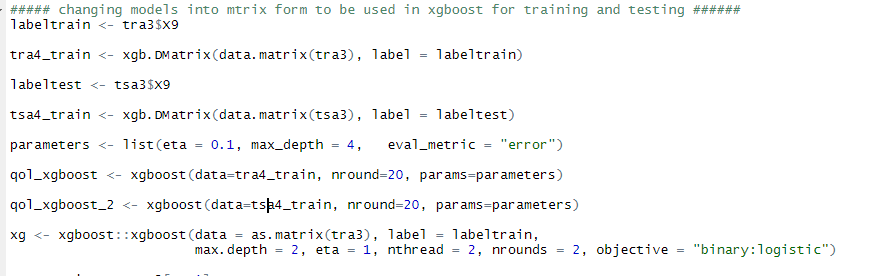 ##### changing models into mtrix form to be used in xgboost for training and testing ######
labeltrain <- tra3$X9
tra4_train <- xgb.DMatrix(data.matrix(tra3), label = labeltrain)
labeltest <- tsa3$X9
tsa4_train <- xgb.DMatrix(data.matrix(tsa3), label = labeltest)
parameters <- list(eta = 0.1, max_depth = 4,   eval_metric = "error")
qol_xgboost <- xgboost(data=tra4_train, nround=20, params=parameters)
qol_xgboost_2 <- xgboost(data=tsa4_train, nround=20, params=parameters)
xg <- xgboost::xgboost(data = as.matrix(tra3), label = labeltrain,
max.depth = 2, eta = 1, nthread = 2, nrounds = 2, objective = "binary:logistic")